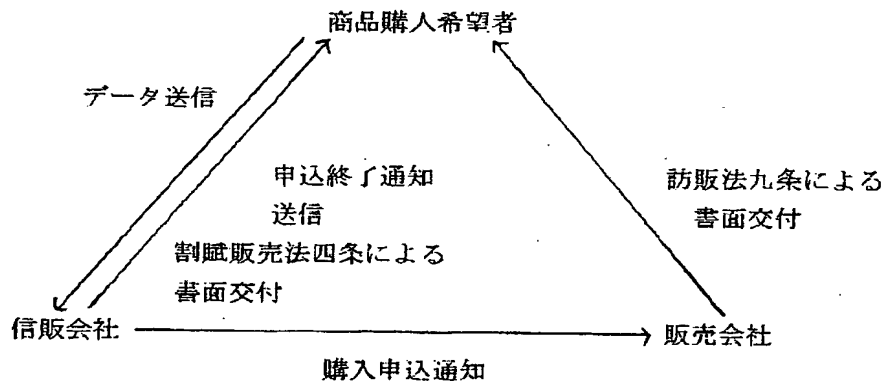 商品購人希望者
データ送信
申込終了通知
送信
割賦販売法四条による
書面交付
訪販法九条による
書面交付
信販会社
販売会社
購入申込通知